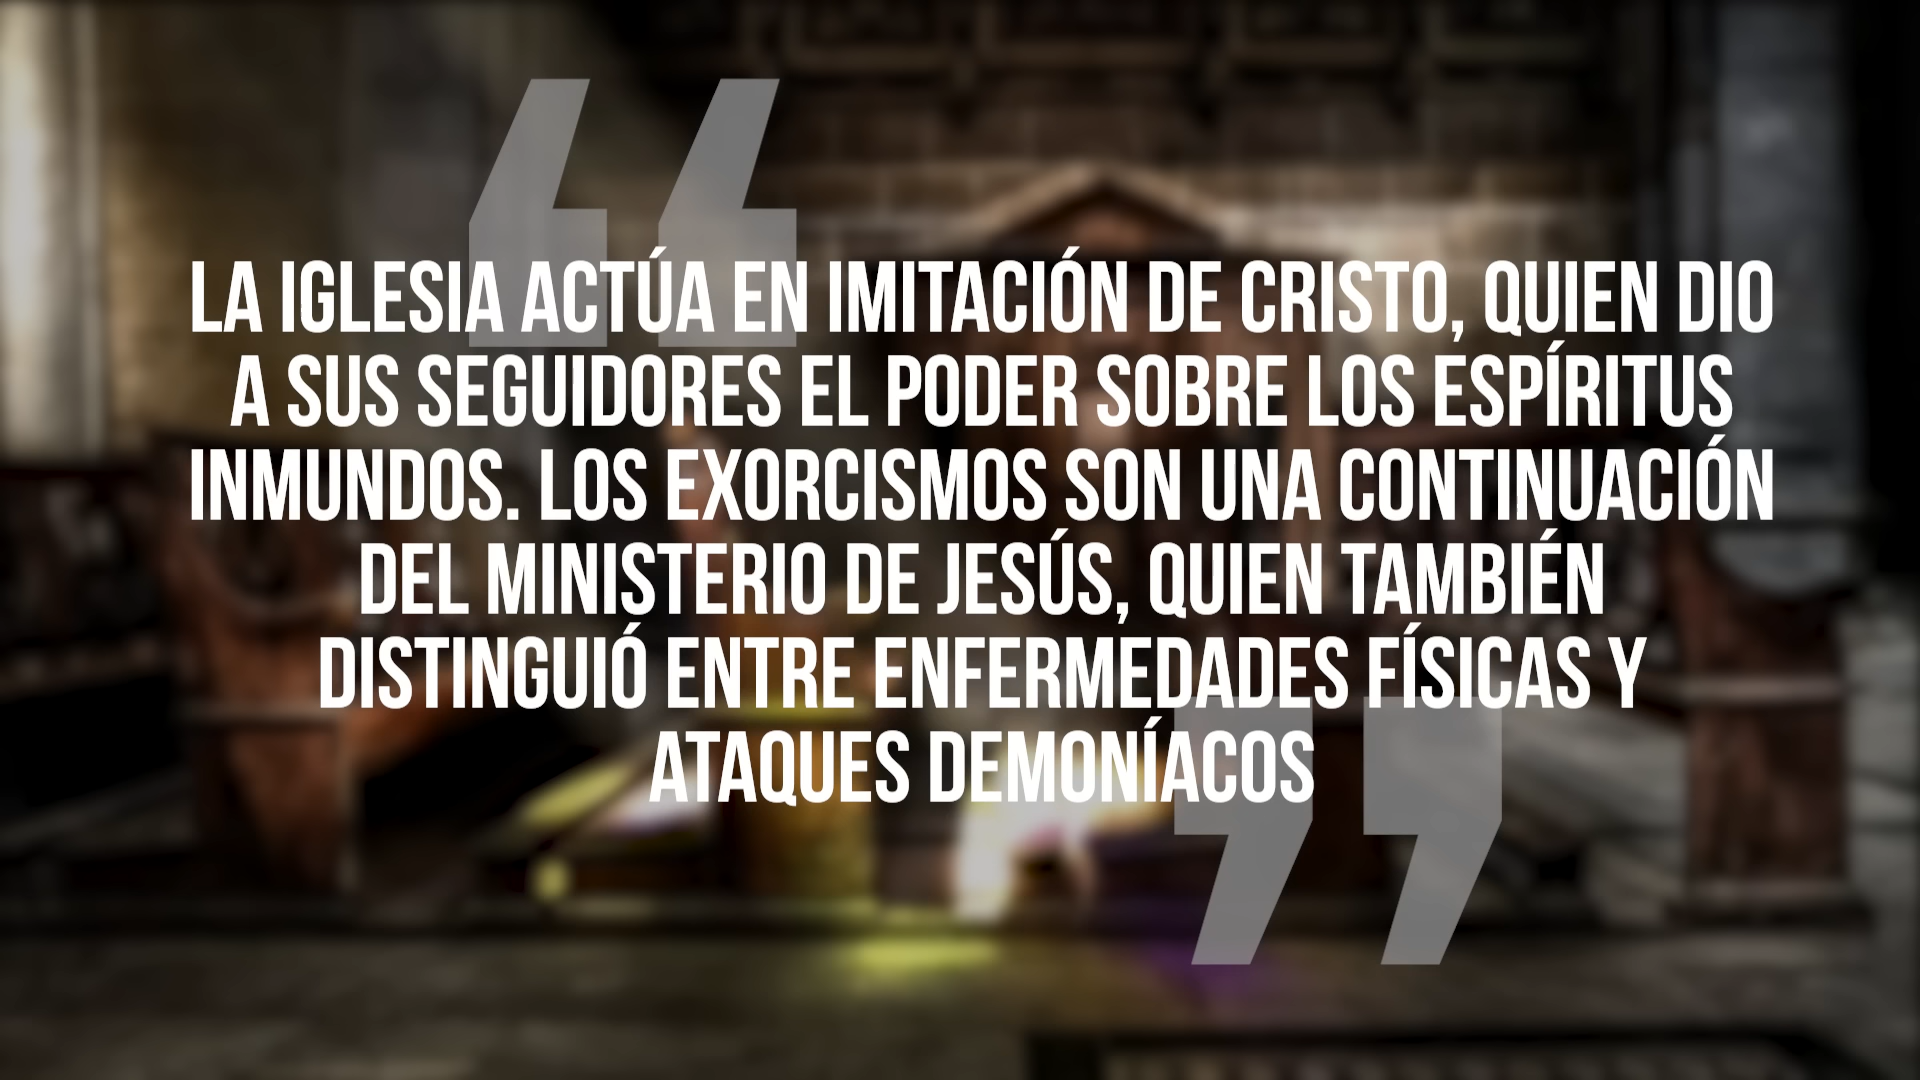 “
LA IGLESIA ACTÚA EN IMITACIÓN DE CRISTO, QUIEN DIO
A SUS SEGUIDORES EL PODER SOBRE LOS ESPÍRITUS
INMUNDOS. LOS EXORCISMOS SON UNA CONTINUACIÓN
DEL MINISTERIO DE JESÚS, QUIEN TAMBIÉN
DISTINGUIÓ ENTRE ENFERMEDADES FÍSICAS Y
ATAQUES DEMONÍACOS
”